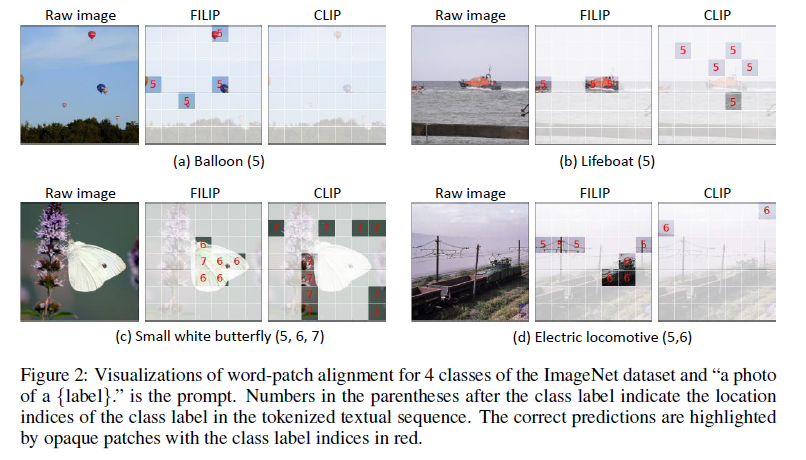 Raw image FILIP CLIP
5
5 5
5
Raw image FILIP CLIP
5 5
5 5
5 5
5 5
5
(a) Balloon (5)
(b) Lifeboat (5)
Raw image FILIP CLIP
6
7 6 6
6 6
7 7 7 7
7
7
7 7
7 7
Raw image FILIP CLIP
5 5 5 5
6
6 6
6
6
(c) Small white butterfly (5, 6, 7)
(d) Electric locomotive (5,6)
Figure 2: Visualizations of word-patch alignment for 4 classes of the ImageNet dataset and “a photo
of a {label}.” is the prompt. Numbers in the parentheses after the class label indicate the location
indices of the class label in the tokenized textual sequence. The correct predictions are highlighted
by opaque patches with the class label indices in red.